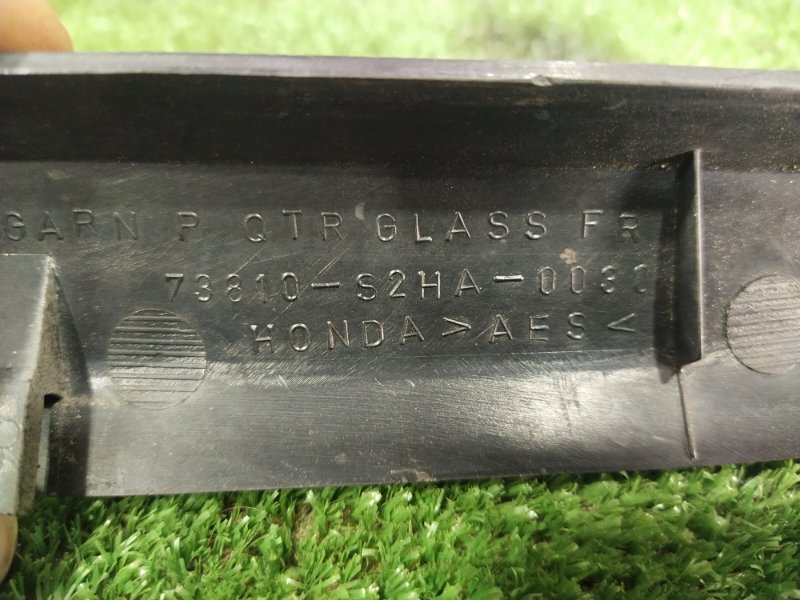 GARN P QTR GLASS FR
73810-S2HA-0030
HONDA >AES<